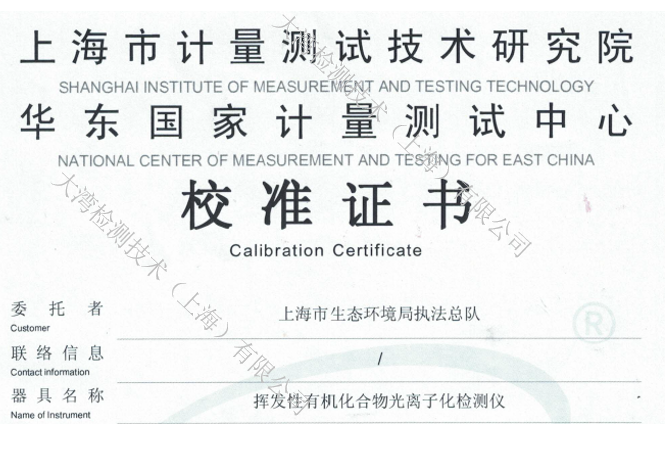 上海市计量测试技术研究院
SHANGHAI INSTITUTE OF MEASUREMENT AND TESTING TECHNOLOGY
华东国家计量测试中心
NATIONAL CENTER OF MEASUREMENT AND TESTING FOR EAST CHINA
校准证书
Calibration Certificate
委托者 上海市生态环境局执法总队
Customer
联络信息 /
Contact information
器具名称 挥发性有机化合物光离子化检测仪
Name of Instrument
大湾检测技术（上海）有限公司
大湾检测技术（上海）有限公司
®